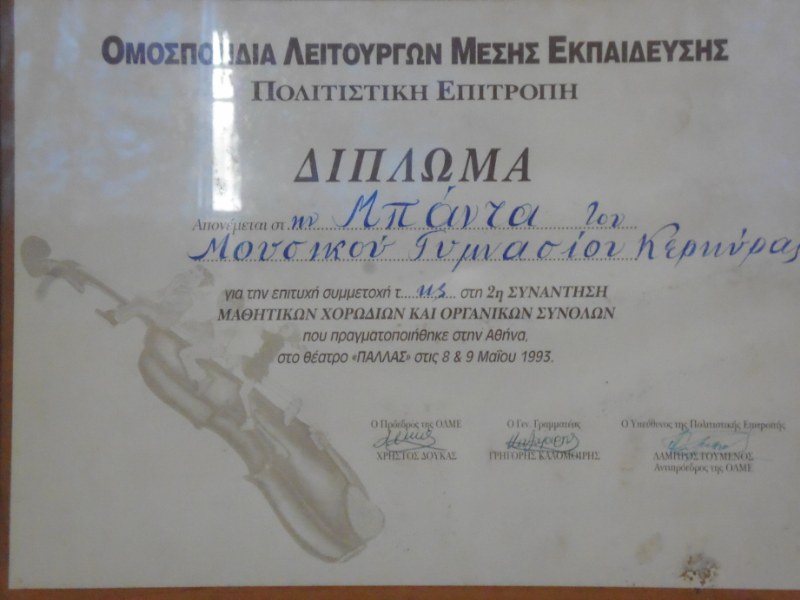 ΟΜΟΣΠΟΝΔΙΑ ΛΕΙΤΟΥΡΓΩΝ ΜΕΣΗΣ ΕΚΠΑΙΔΕΥΣΗΣ
ΠΟΛΙΤΙΣΤΙΚΗ ΕΠΙΤΡΟΠΗ
ΔΙΠΛΩΜΑ
Απονέμεται στ ην Μπάντα του
Μουσικού Γυμνασίου Κερκύρας
για την επιτυχή συμμετοχή τ....ης.... στη 2η ΣΥΝΑΝΤΗΣΗ
ΜΑΘΗΤΙΚΩΝ ΧΟΡΩΔΙΩΝ ΚΑΙ ΟΡΓΑΝΙΚΩΝ ΣΥΝΟΛΩΝ
που πραγματοποιήθηκε στην Αθήνα,
στο θέατρο «ΠΑΛΛΑΣ» στις 8 & 9 Μαΐου 1993.
Ο Πρόεδρος της ΟΛΜΕ Ο Γεν. Γραμματέας Ο Υπεύθυνος της Πολιτιστικής Επιτροπής
ΧΡΗΣΤΟΣ ΔΟΥΚΑΣ ΓΡΗΓΟΡΗΣ ΚΑΛΟΜΟΙΡΗΣ ΛΑΜΠΡΟΣ ΤΟΥΜΕΝΟΣ
Αντιπρόεδρος της ΟΛΜΕ